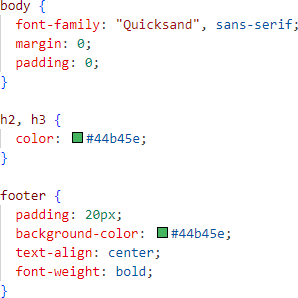 body {
font-family: "Quicksand", sans-serif;
margin: 0;
padding: 0;
}
h2, h3 {
color: #44b45e;
}
footer {
padding: 20px;
background-color: #44b45e;
text-align: center;
font-weight: bold;
}